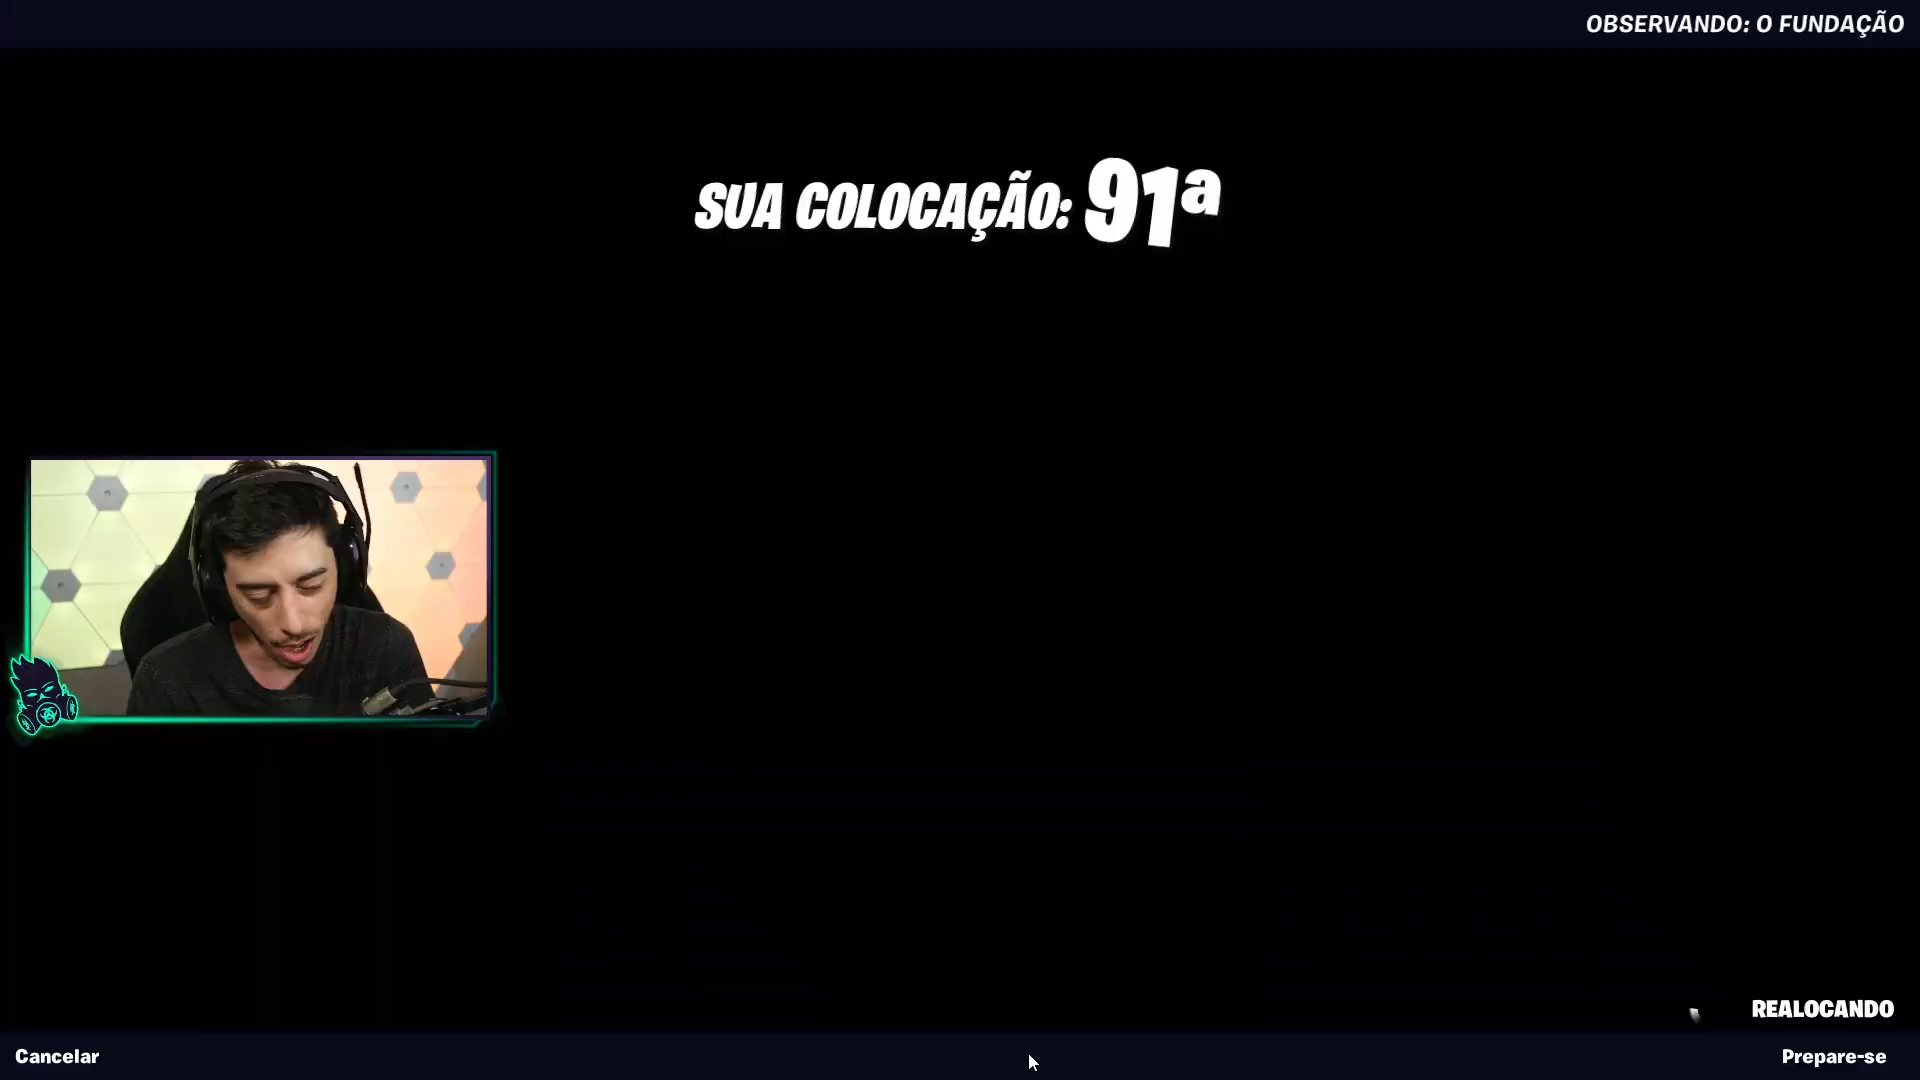 OBSERVANDO: O FUNDAÇÃO
SUA COLOCAÇÃO: 91ª
REALOCANDO
Cancelar
Prepare-se